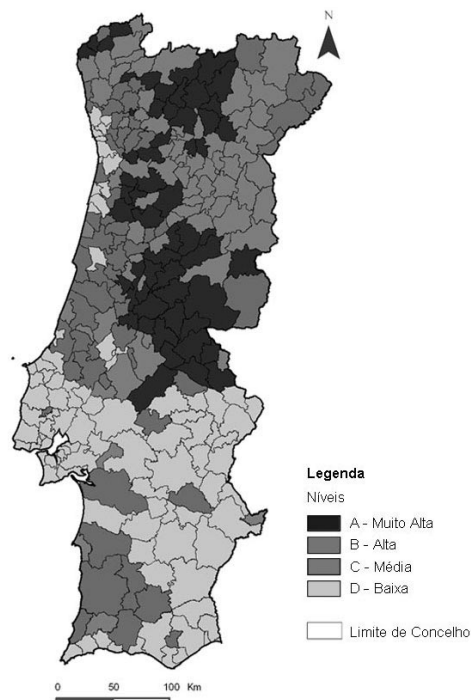 N
Legenda
Níveis
A - Muito Alta
B - Alta
C - Média
D - Baixa
Limite de Concelho
0 50 100 Km